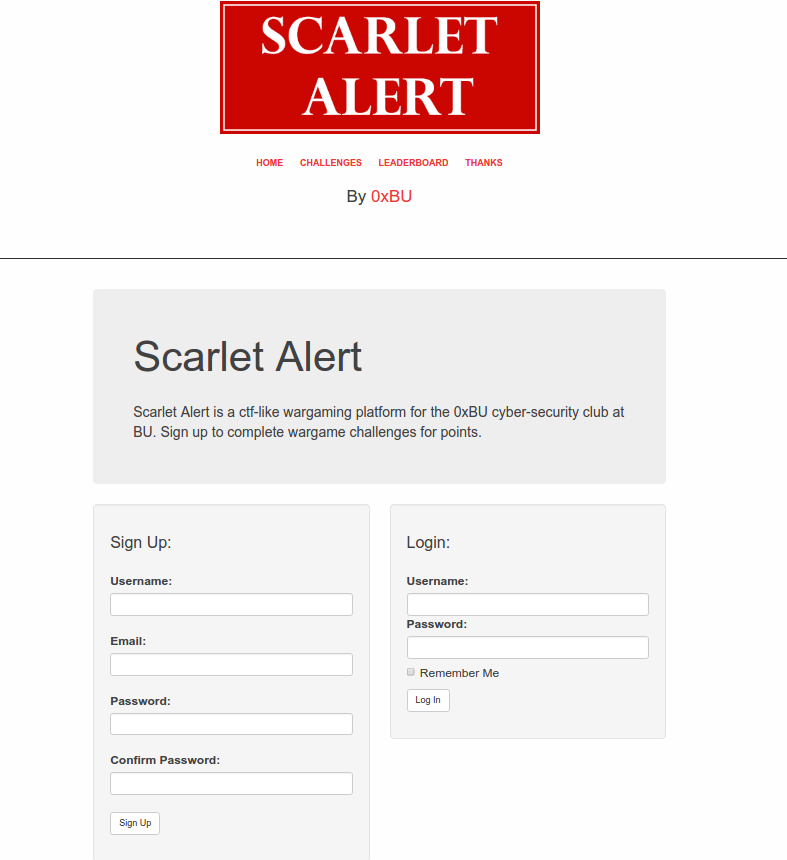 SCARLET
ALERT
HOME CHALLENGES LEADERBOARD THANKS
By 0xBU
Scarlet Alert
Scarlet Alert is a ctf-like wargaming platform for the 0xBU cyber-security club at
BU. Sign up to complete wargame challenges for points.
Sign Up:
Username:
Email:
Password:
Confirm Password:
Sign Up
Login:
Username:
Password:
Remember Me
Log In